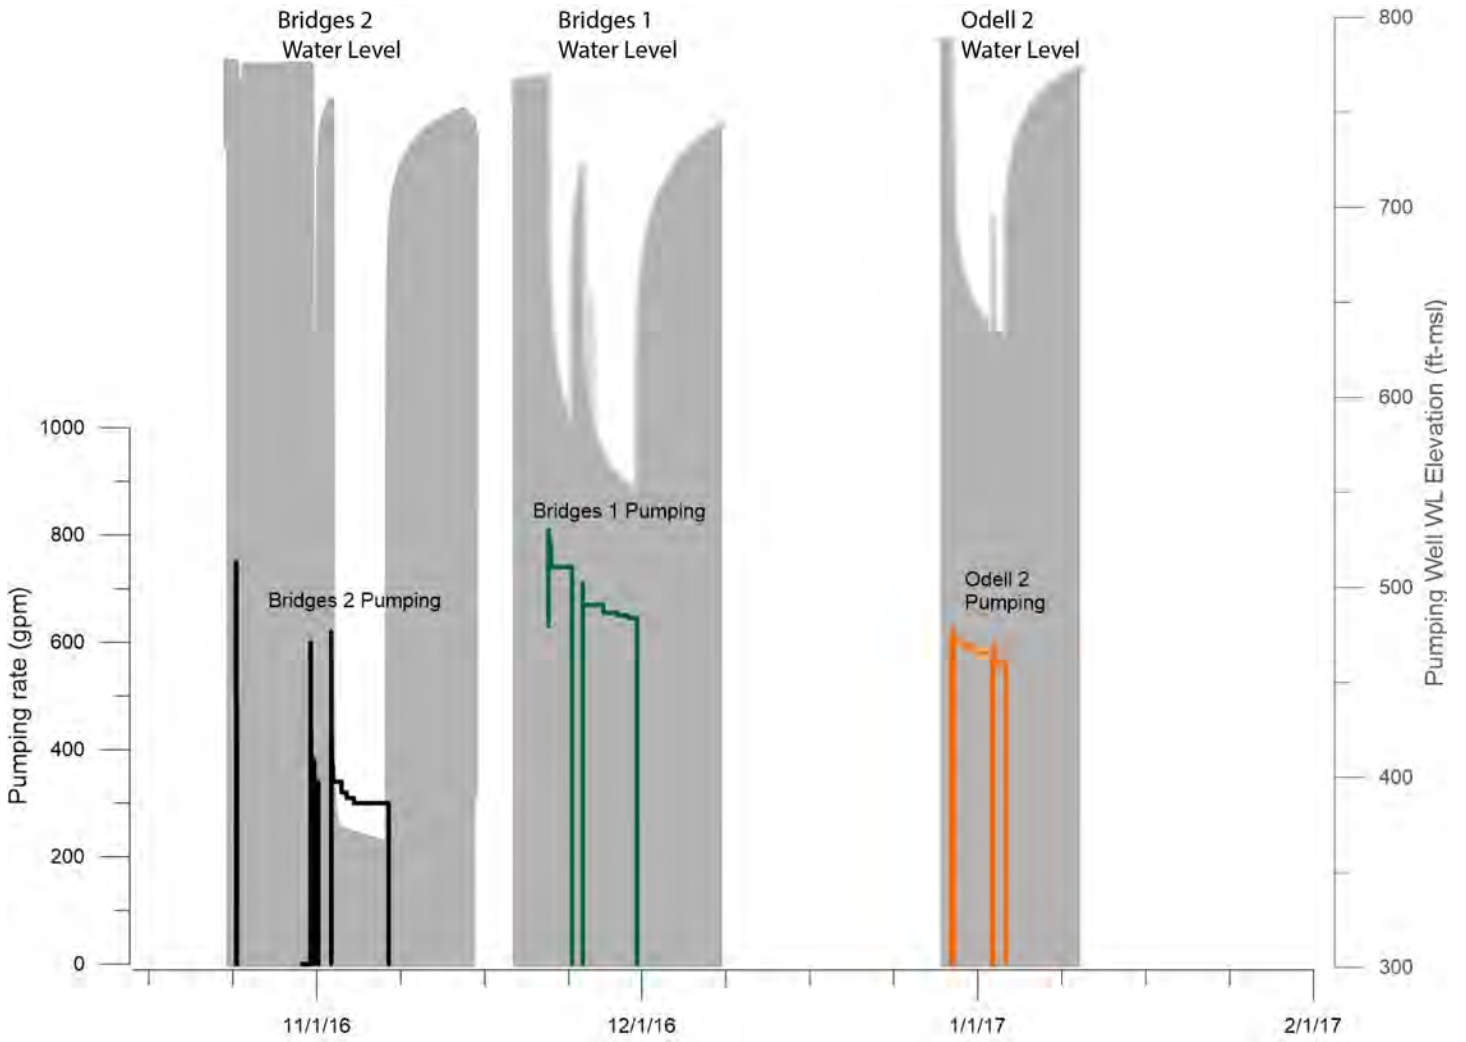 Bridges 2
Water Level
Bridges 1
Water Level
Odell 2
Water Level
800
700
600
500
400
300
Pumping Well WL Elevation (ft-msl)
1000
800
600
400
200
0
Pumping rate (gpm)
Bridges 1 Pumping
Bridges 2 Pumping
Odell 2
Pumping
11/1/16
12/1/16
1/1/17
2/1/17